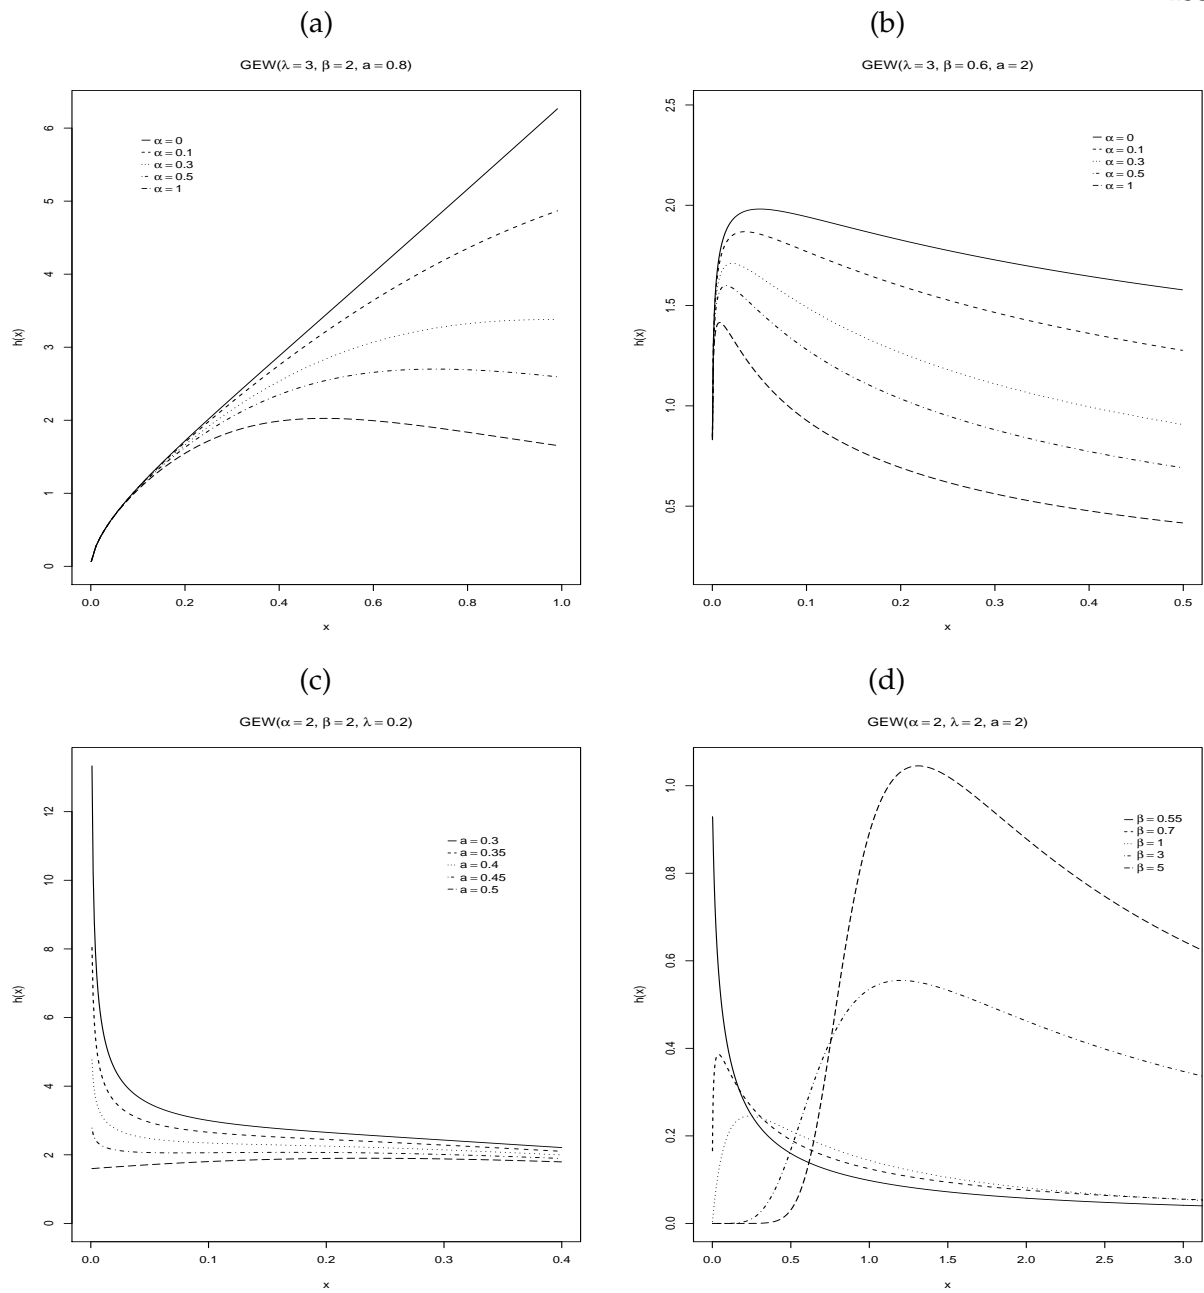 (a)
GEW(λ = 3, β = 2, a = 0.8)
α = 0
α = 0.1
α = 0.3
α = 0.5
α = 1
h(x)
0 1 2 3 4 5 6
0.0 0.2 0.4 0.6 0.8 1.0
x
(b)
GEW(λ = 3, β = 0.6, a = 2)
α = 0
α = 0.1
α = 0.3
α = 0.5
α = 1
h(x)
0.5 1.0 1.5 2.0 2.5
0.0 0.1 0.2 0.3 0.4 0.5
x
(c)
GEW(α = 2, β = 2, λ = 0.2)
a = 0.3
a = 0.35
a = 0.4
a = 0.45
a = 0.5
h(x)
0 2 4 6 8 10 12
0.0 0.1 0.2 0.3 0.4
x
(d)
GEW(α = 2, λ = 2, a = 2)
β = 0.55
β = 0.7
β = 1
β = 3
β = 5
h(x)
0.0 0.2 0.4 0.6 0.8 1.0
0.0 0.5 1.0 1.5 2.0 2.5 3.0
x